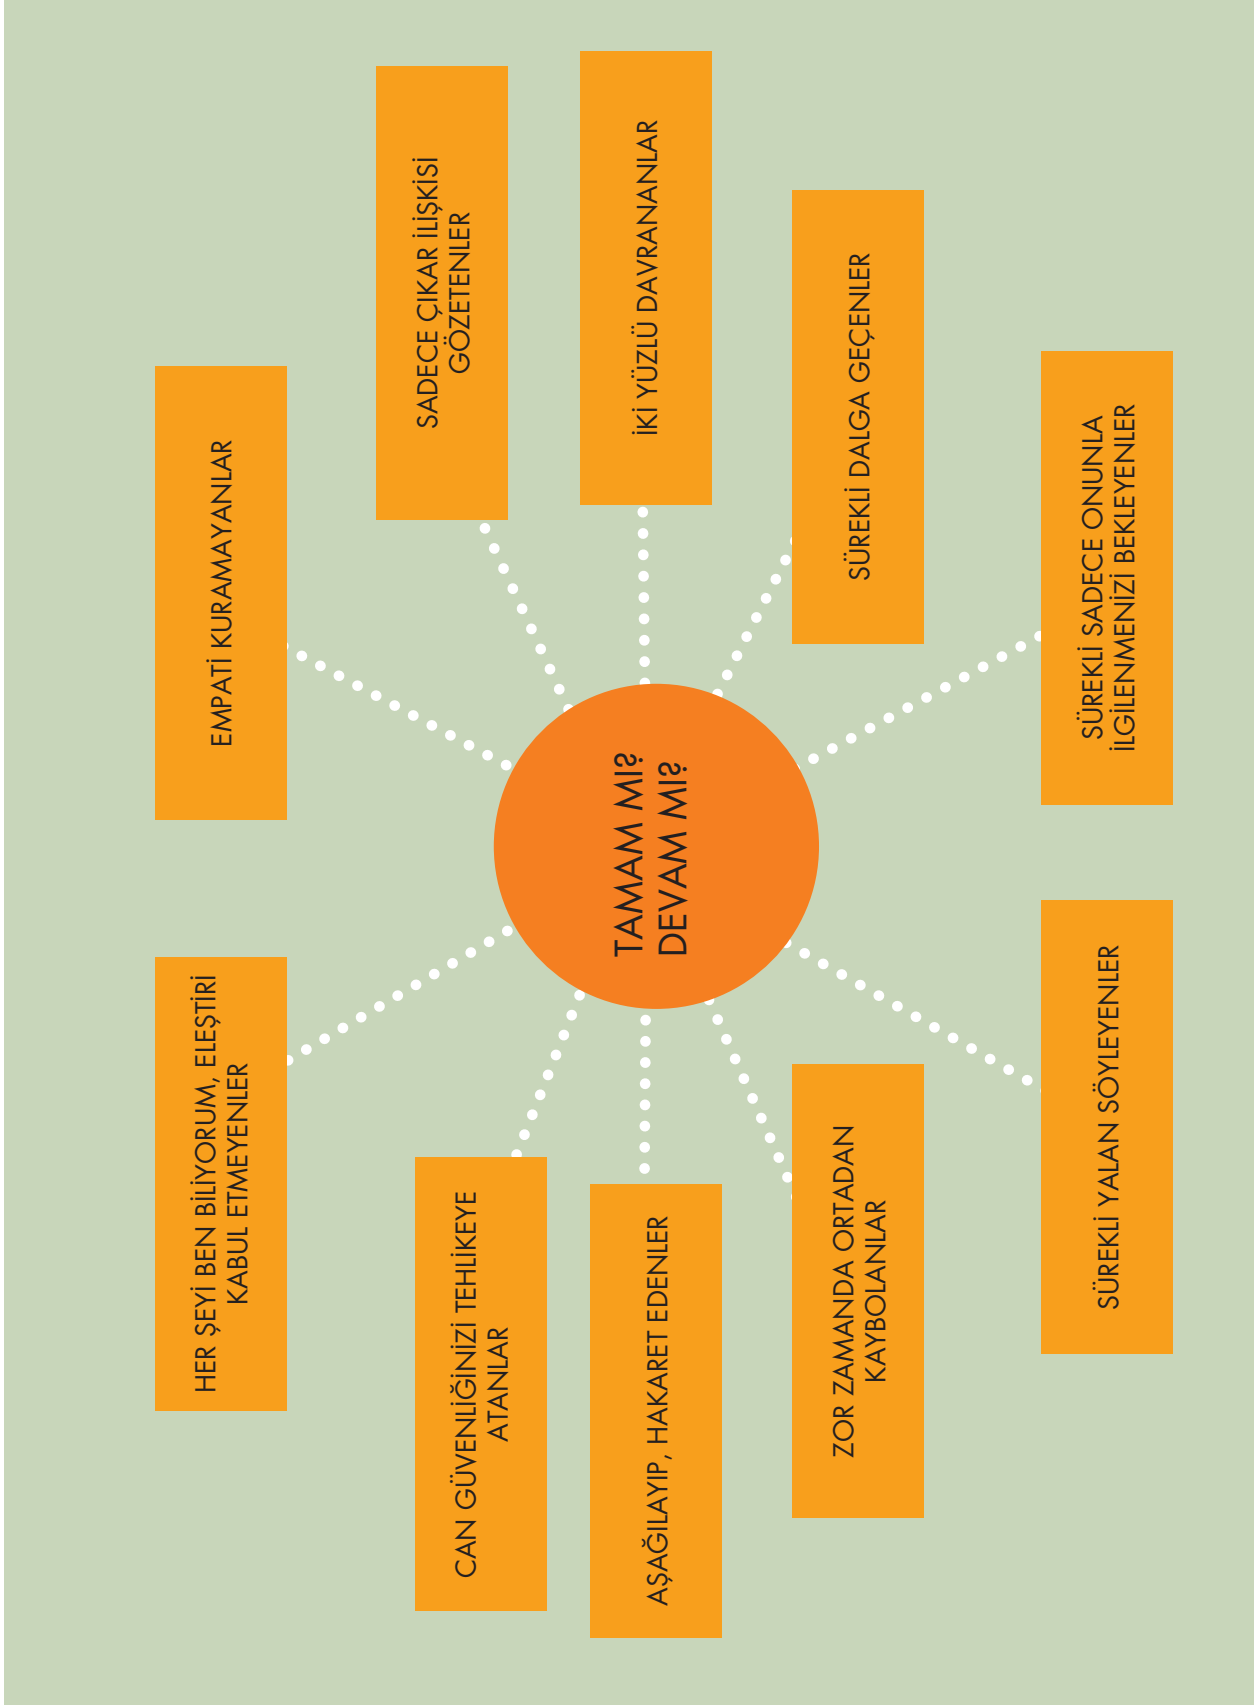 HER ŞEYİ BEN BİLİYORUM, ELEŞTİRİ
KABUL ETMEYENLER
EMPATİ KURAMAYANLAR
CAN GÜVENLİĞİNİZİ TEHLİKEYE
ATANLAR
SADECE ÇIKAR İLİŞKİSİ
GÖZETENLER
AŞAĞILAYIP, HAKARET EDENLER
TAMAM MI?
DEVAM MI?
İKİ YÜZLÜ DAVRANANLAR
ZOR ZAMANDA ORTADAN
KAYBOLANLAR
SÜREKLİ DALGA GEÇENLER
SÜREKLİ YALAN SÖYLEYENLER
SÜREKLİ SADECE ONUNLA
İLGİLENMENİZİ BEKLEYENLER